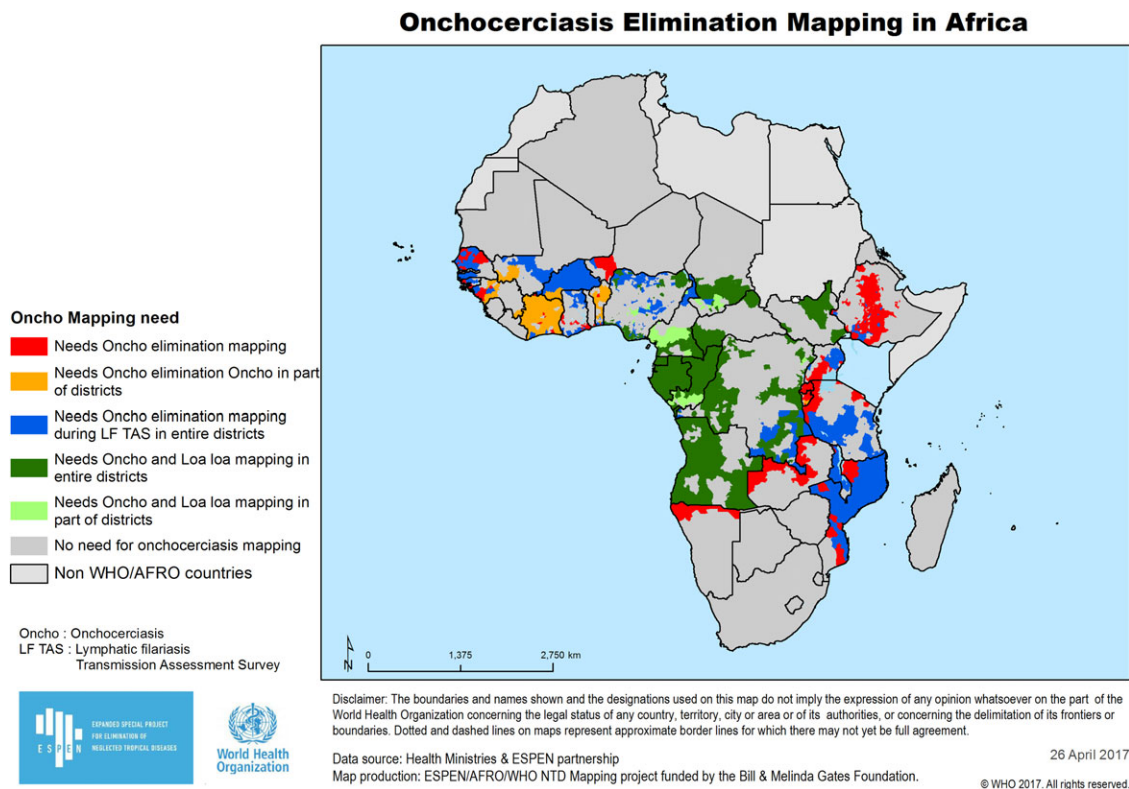 Onchocerciasis Elimination Mapping in Africa
Oncho Mapping need
Needs Oncho elimination mapping
Needs Oncho elimination Oncho in part
of districts
Needs Oncho elimination mapping
during LF TAS in entire districts
Needs Oncho and Loa loa mapping in
entire districts
Needs Oncho and Loa loa mapping in
part of districts
No need for onchocerciasis mapping
Non WHO/AFRO countries
Oncho : Onchocerciasis
LF TAS : Lymphatic filariasis
Transmission Assessment Survey
N
0 1,375 2,750 km
ESPEN
EXPANDED SPECIAL PROJECT
FOR ELIMINATION OF
NEGLECTED TROPICAL DISEASES
World Health
Organization
Disclaimer: The boundaries and names shown and the designations used on this map do not imply the expression of any opinion whatsoever on the part of the
World Health Organization concerning the legal status of any country, territory, city or area or of its authorities, or concerning the delimitation of its frontiers or
boundaries. Dotted and dashed lines on maps represent approximate border lines for which there may not yet be full agreement.
Data source: Health Ministries & ESPEN partnership
Map production: ESPEN/AFRO/WHO NTD Mapping project funded by the Bill & Melinda Gates Foundation.
26 April 2017
© WHO 2017. All rights reserved.